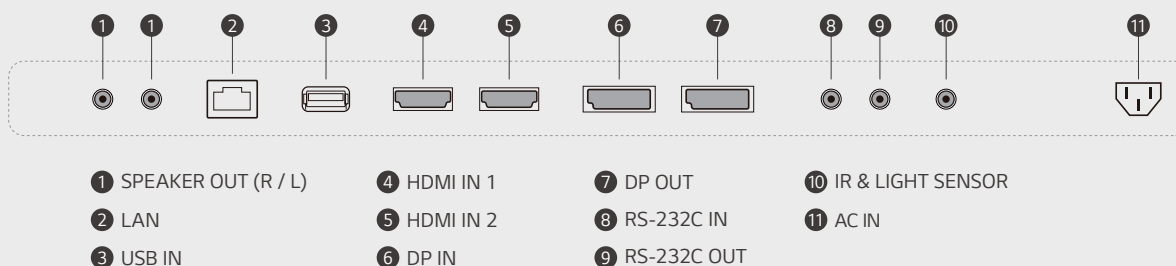 1 1 2 3 4 5 6 7 8 9 10 11
1 SPEAKER OUT (R / L)
2 LAN
3 USB IN
4 HDMI IN 1
5 HDMI IN 2
6 DP IN
7 DP OUT
8 RS-232C IN
9 RS-232C OUT
10 IR & LIGHT SENSOR
11 AC IN